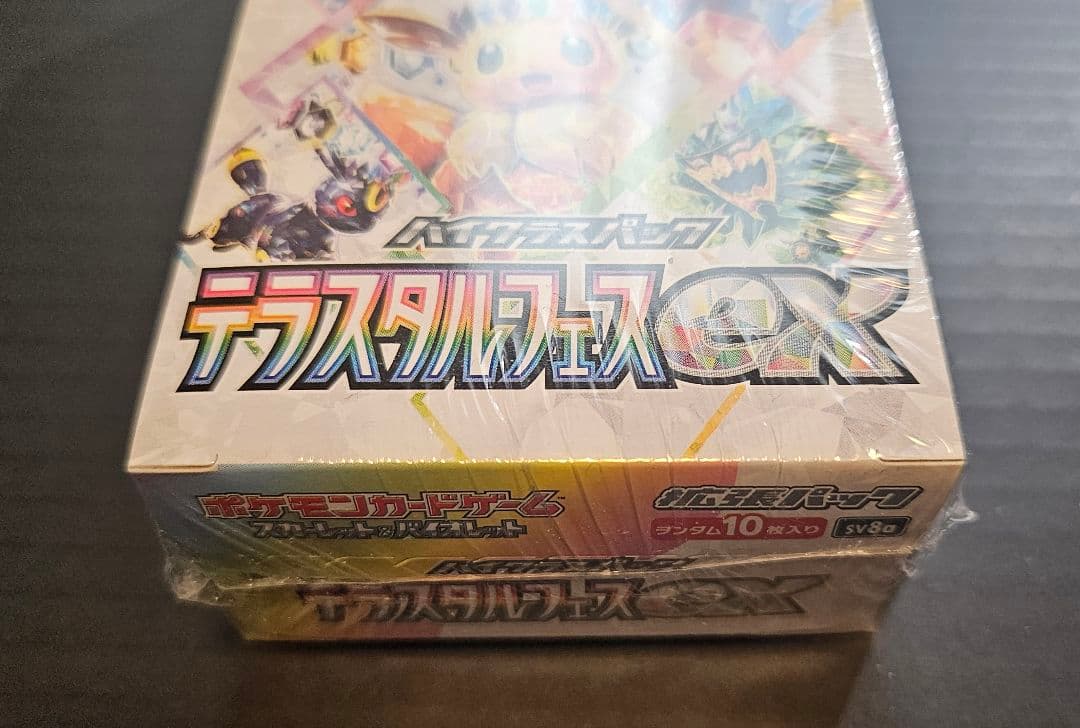 ハイクラスパック
テラスタルフェスex
ポケモンカードゲーム
スカーレット&バイオレット
拡張パック
ランダム10枚入り
sv8a
ハイクラスパック
テラスタルフェスex